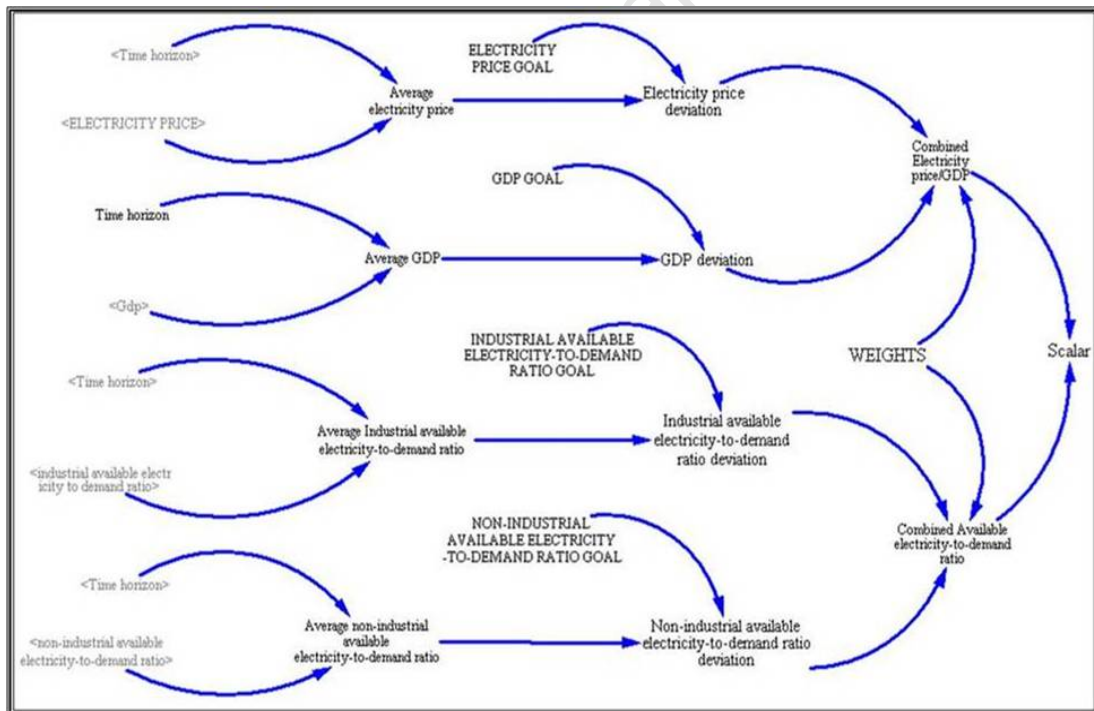 <Time horizon>
ELECTRICITY
PRICE GOAL
Average
electricity price
Electricity price
deviation
<ELECTRICITY PRICE>
Combined
Electricity
price/GDP
GDP GOAL
Time horizon
Average GDP
GDP deviation
<Gdp>
INDUSTRIAL AVAILABLE
ELECTRICITY-TO-DEMAND
RATIO GOAL
WEIGHTS
Scalar
<Time horizon>
Average Industrial available
electricity-to-demand ratio
Industrial available
electricity-to-demand
ratio deviation
<industrial available electr
icity to demand ratio>
NON-INDUSTRIAL
AVAILABLE ELECTRICITY
-TO-DEMAND RATIO GOAL
Combined Available
electricity-to-demand
ratio
<Time horizon>
Average non-industrial
available
electricity-to-demand ratio
Non-industrial available
electricity-to-demand ratio
deviation
<non-industrial available
electricity-to-demand ratio>